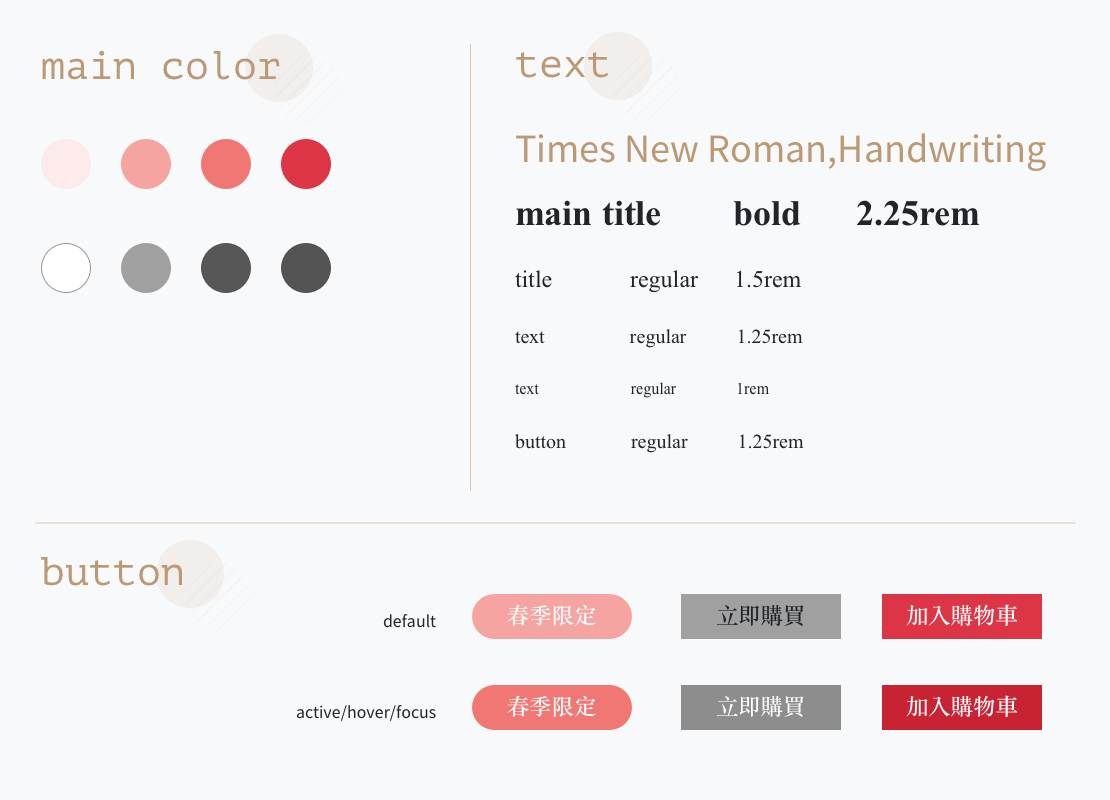 main color
text
Times New Roman,Handwriting
main title bold 2.25rem
title regular 1.5rem
text regular 1.25rem
text regular 1rem
button regular 1.25rem
button
default 春季限定 立即購買 加入購物車
active/hover/focus 春季限定 立即購買 加入購物車